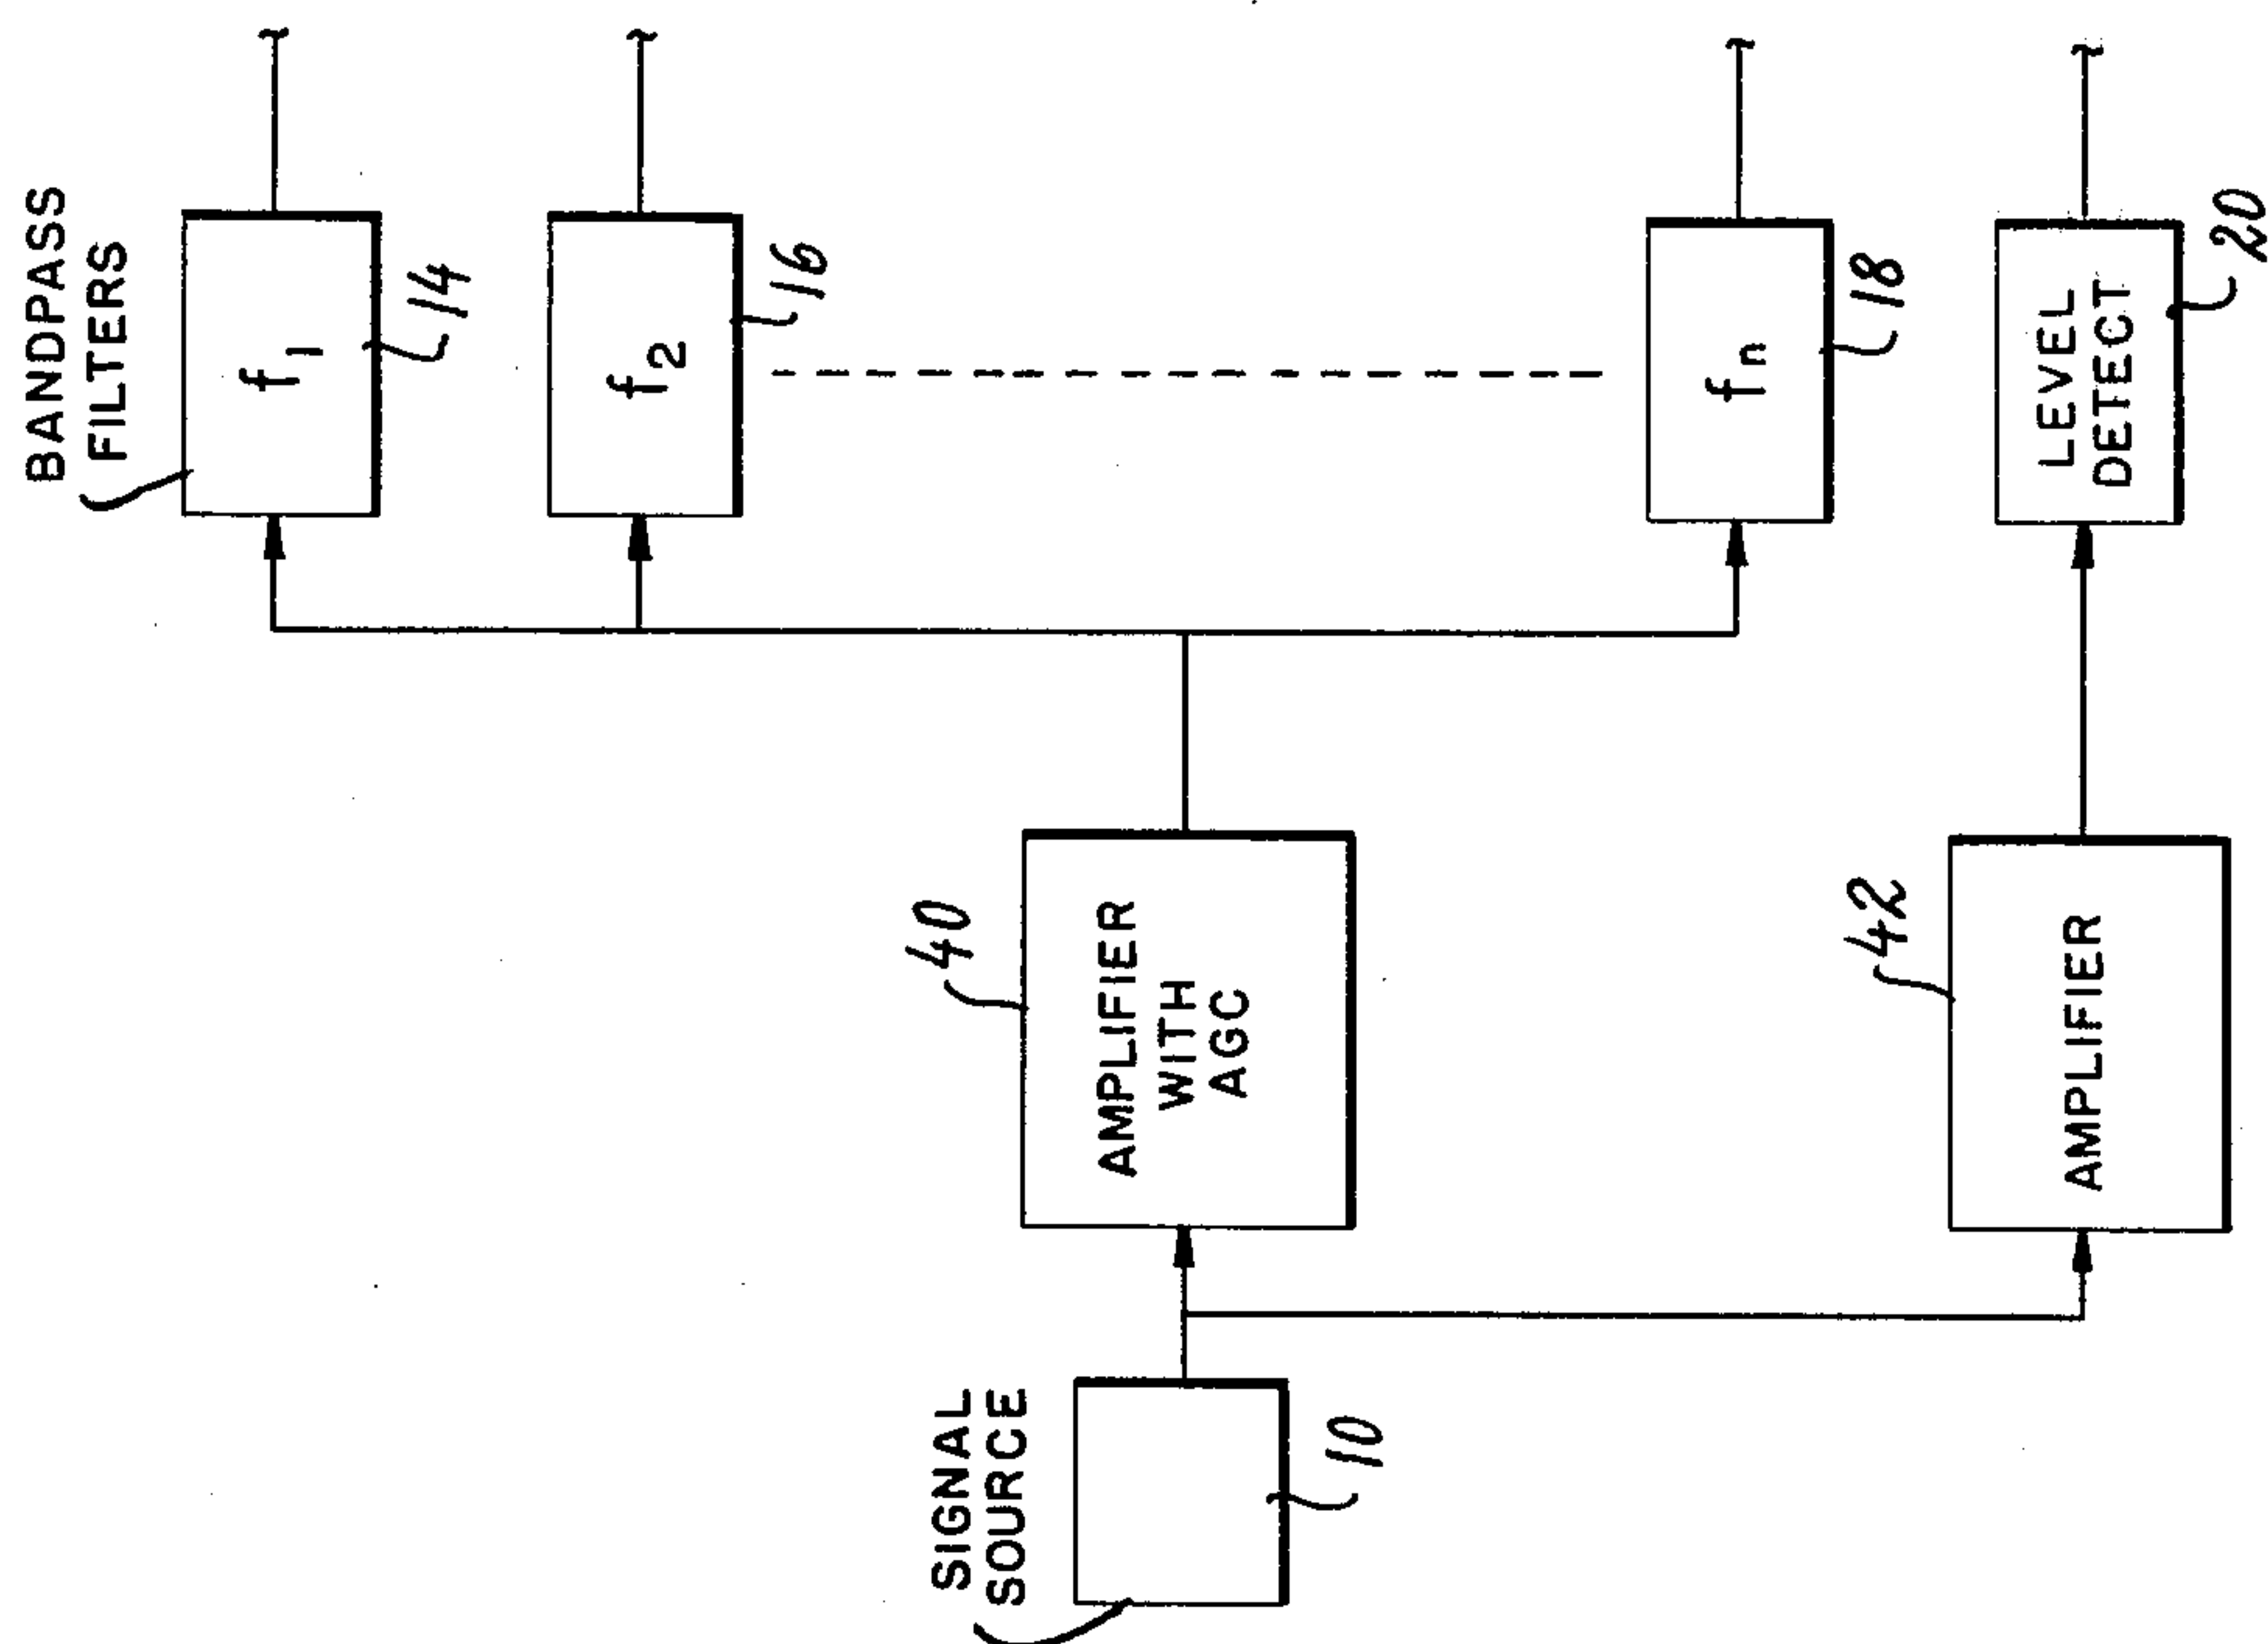 BANDPASS
FILTERS
f1
14
f2
16
fn
18
LEVEL
DETECT
20
AMPLIFIER
WITH
AGC
40
AMPLIFIER
42
SIGNAL
SOURCE
10